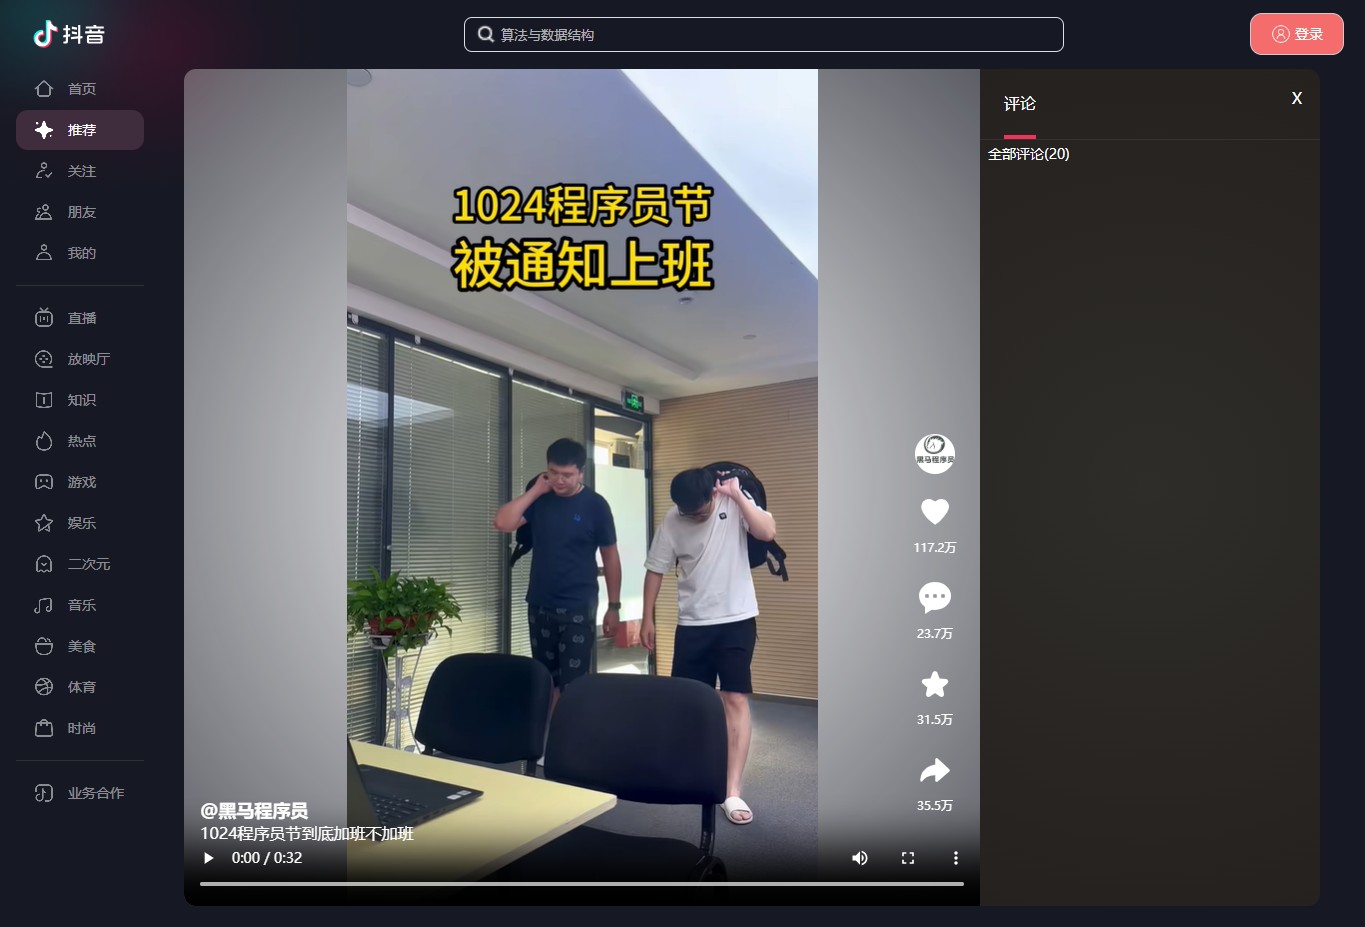 抖音
算法与数据结构
登录
首页
推荐
关注
朋友
我的
直播
放映厅
知识
热点
游戏
娱乐
二次元
音乐
美食
体育
时尚
业务合作
1024程序员节
被通知上班
黑马程序员
117.2万
23.7万
31.5万
35.5万
@黑马程序员
1024程序员节到底加班不加班
0:00 / 0:32
评论
X
全部评论(20)